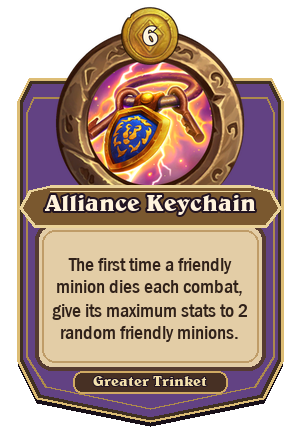 6
Alliance Keychain
The first time a friendly
minion dies each combat,
give its maximum stats to 2
random friendly minions.
Greater Trinket